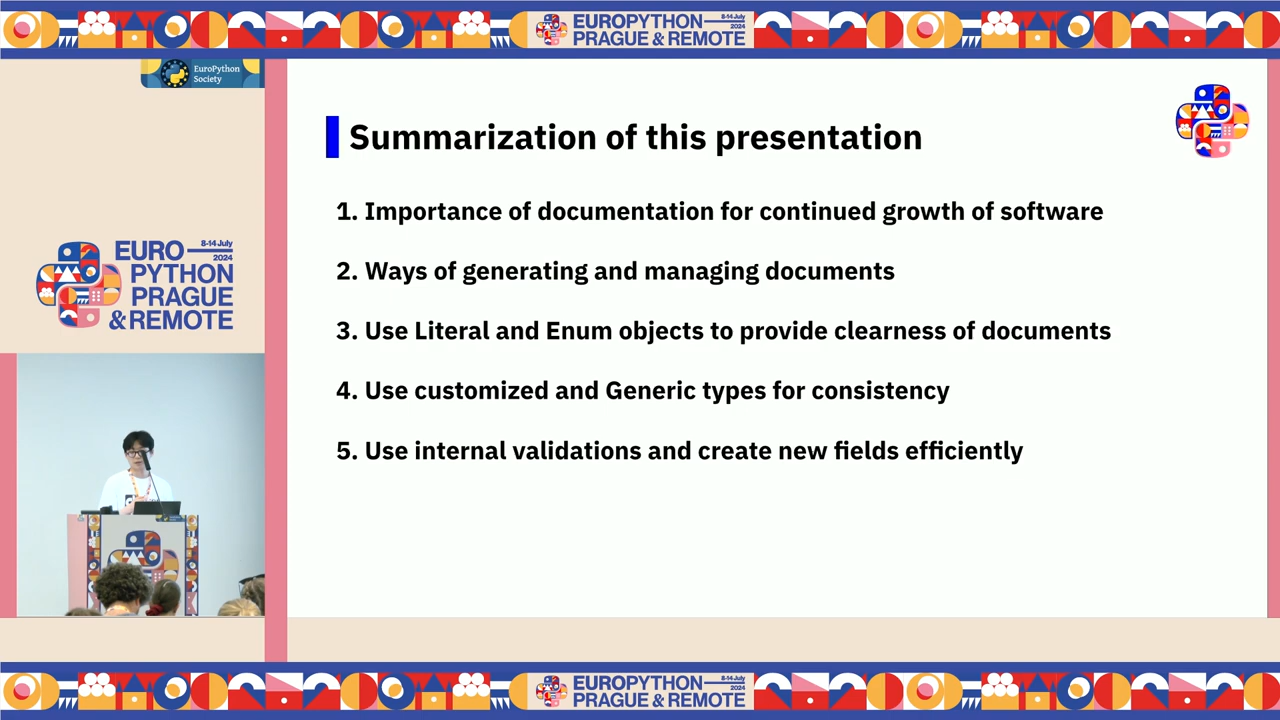 EUROPYTHON
8-14 July
2024
PRAGUE & REMOTE
EuroPython
Society
EURO
8-14 July
2024
PYTHON
PRAGUE
& REMOTE
Summarization of this presentation
1. Importance of documentation for continued growth of software
2. Ways of generating and managing documents
3. Use Literal and Enum objects to provide clearness of documents
4. Use customized and Generic types for consistency
5. Use internal validations and create new fields efficiently
EUROPYTHON
8-14 July
2024
PRAGUE & REMOTE